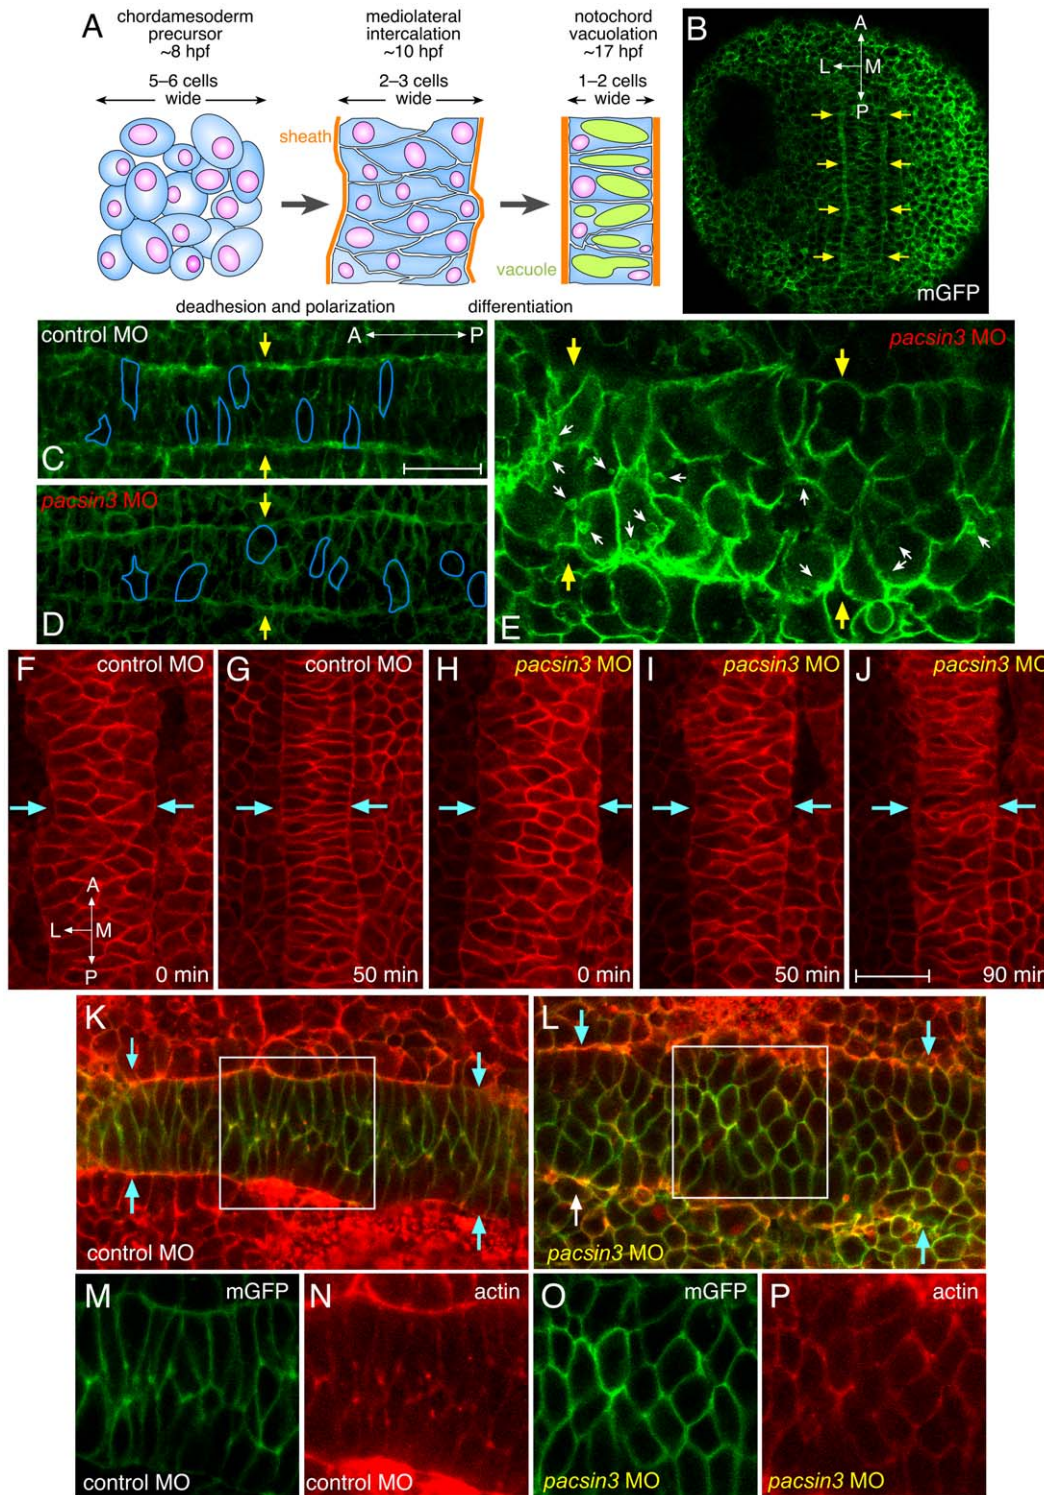 A
chordamesoderm
precursor
~8 hpf
mediolateral
intercalation
~10 hpf
notochord
vacuolation
~17 hpf
5–6 cells
wide
2–3 cells
wide
1–2 cells
wide
sheath
vacuole
deadhesion and polarization
differentiation
B
A
L
M
P
mGFP
control MO
A
P
C
pacsin3 MO
D
pacsin3 MO
E
F
control MO
A
L
M
P
0 min
G
control MO
50 min
H
pacsin3 MO
0 min
I
pacsin3 MO
50 min
J
pacsin3 MO
90 min
K
control MO
L
pacsin3 MO
M
mGFP
control MO
N
actin
control MO
O
mGFP
pacsin3 MO
P
actin
pacsin3 MO